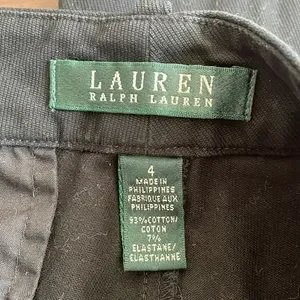 LAUREN
RALPH LAUREN
4
MADE IN
PHILIPPINES
FABRIQUE AUX
PHILIPPINES
93% COTTON/
COTON
7%
ELASTANE/
ELASTHANNE